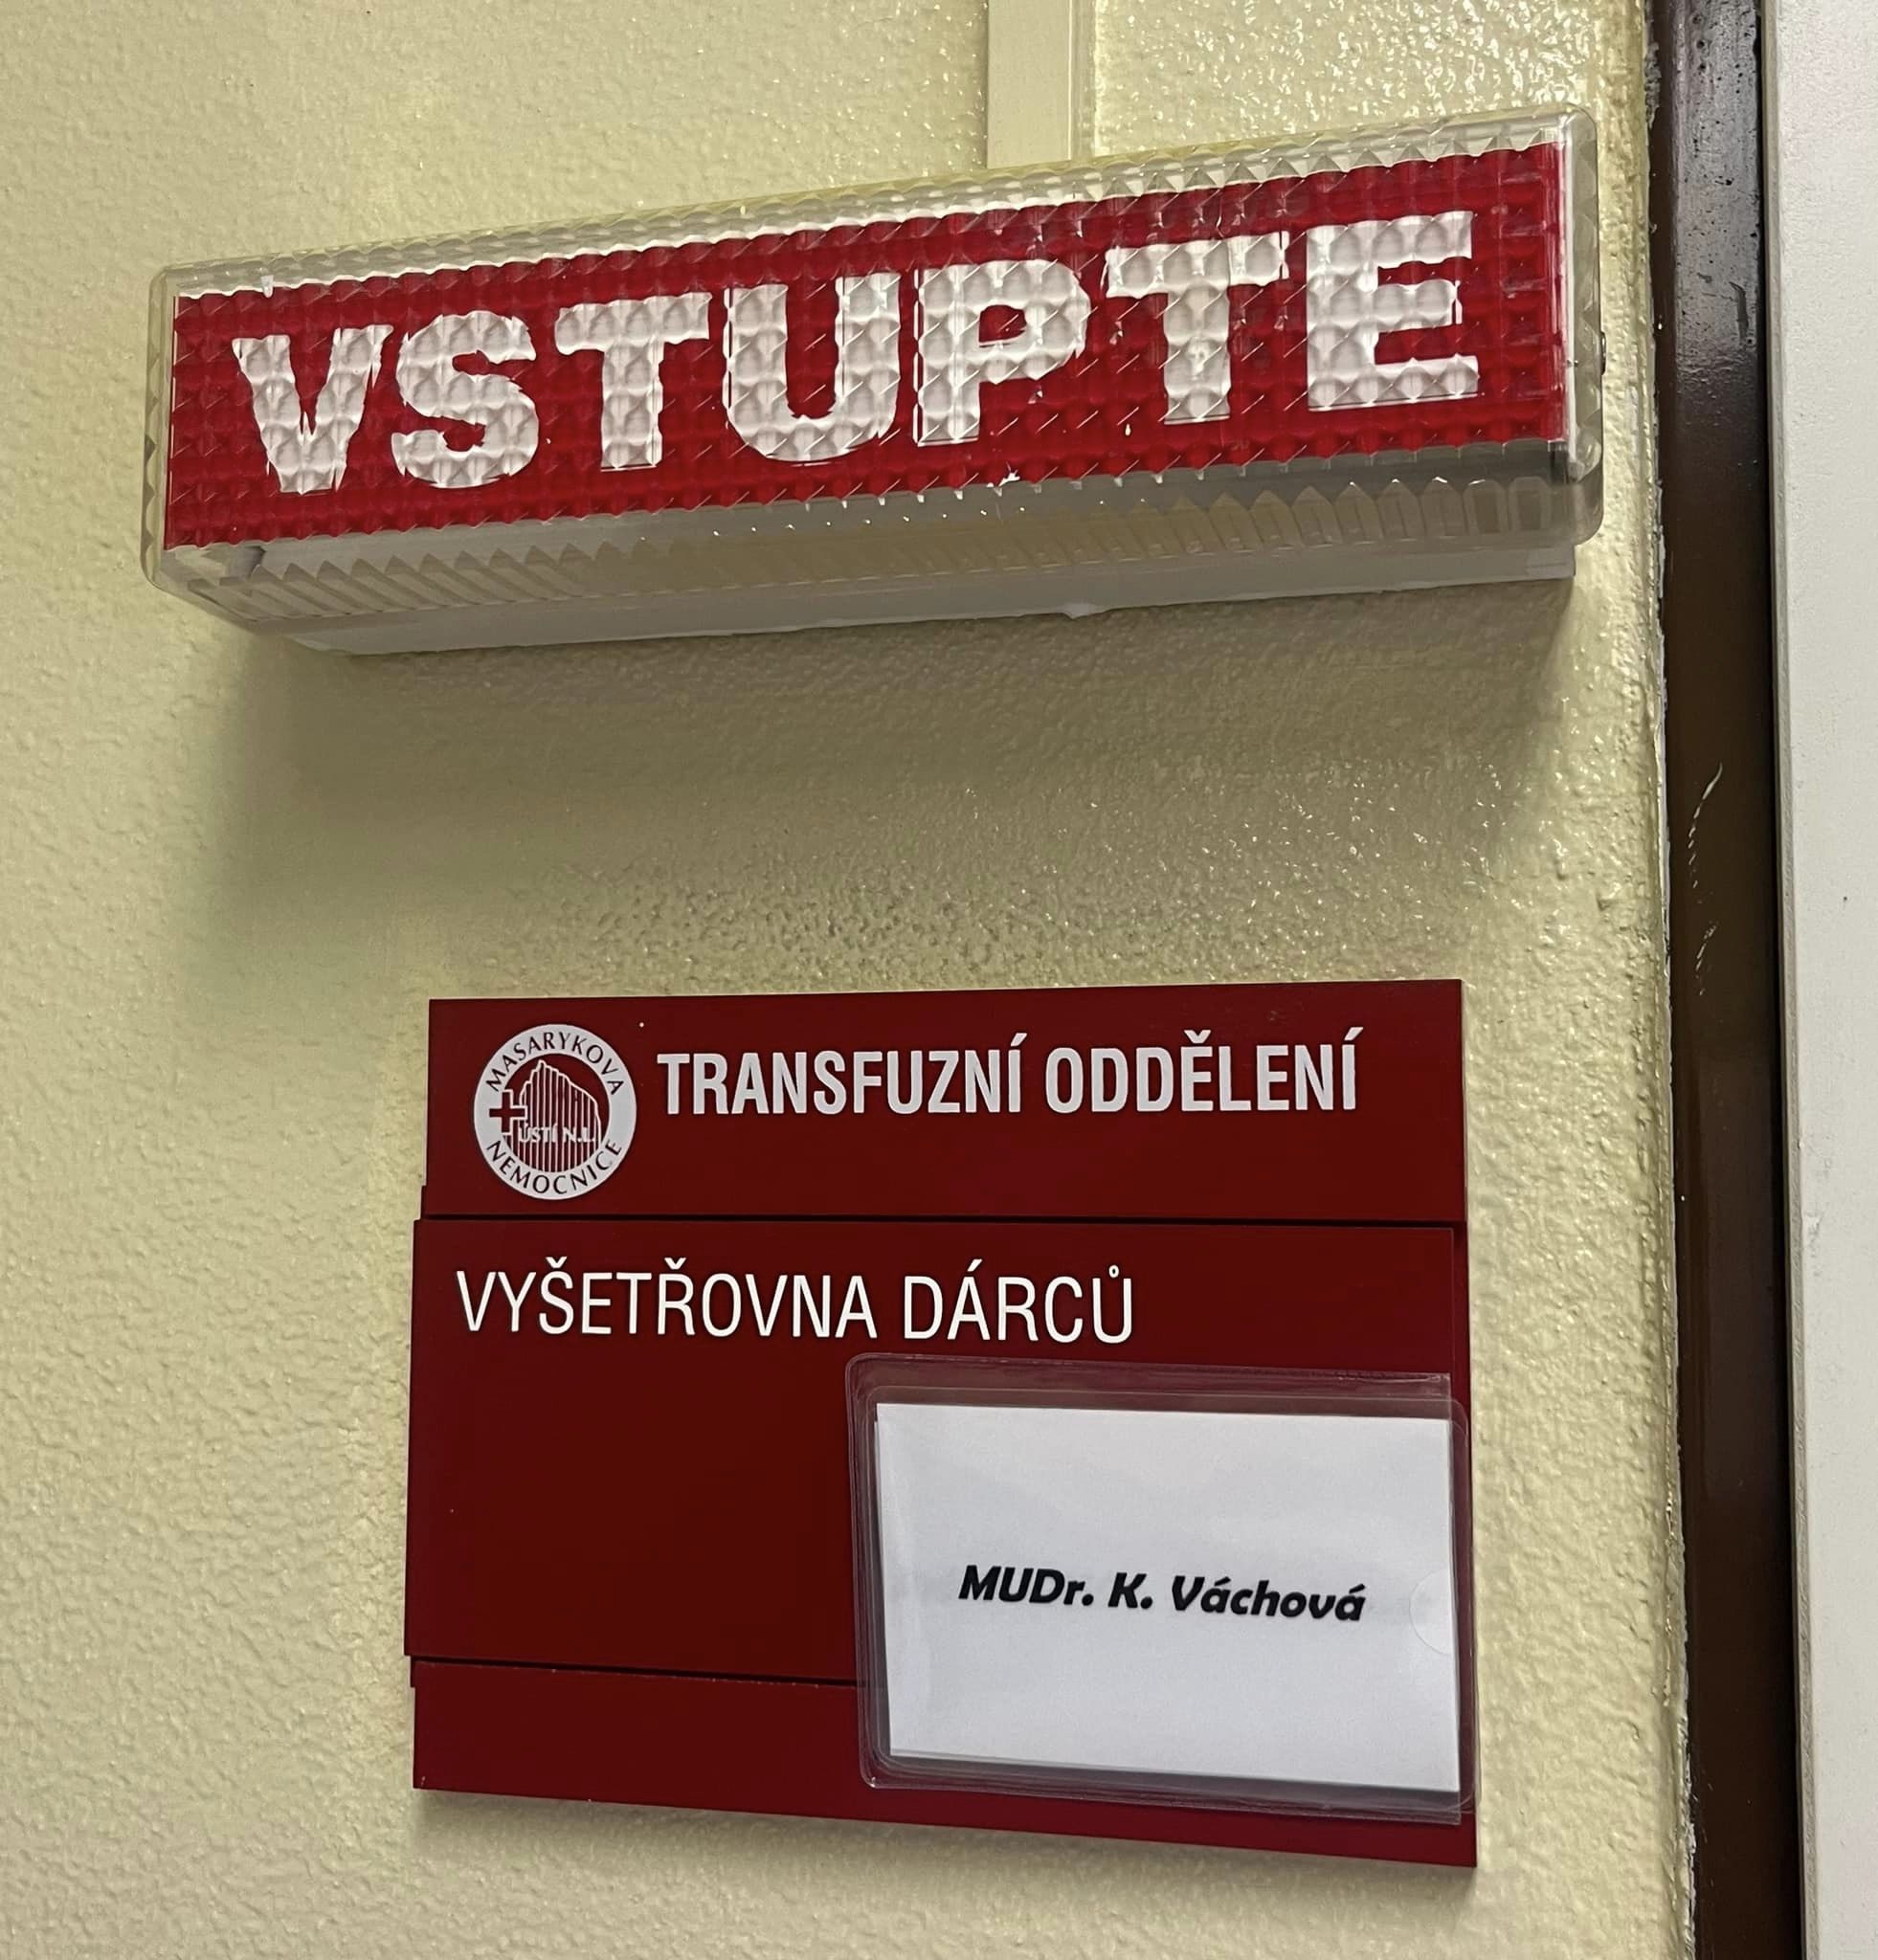 VSTUPTE
MASARYKOVA
ÚSTÍ N.L.
NEMOCNICE
TRANSFUZNÍ ODDĚLENÍ
VYŠETŘOVNA DÁRCŮ
MUDr. K. Váchová